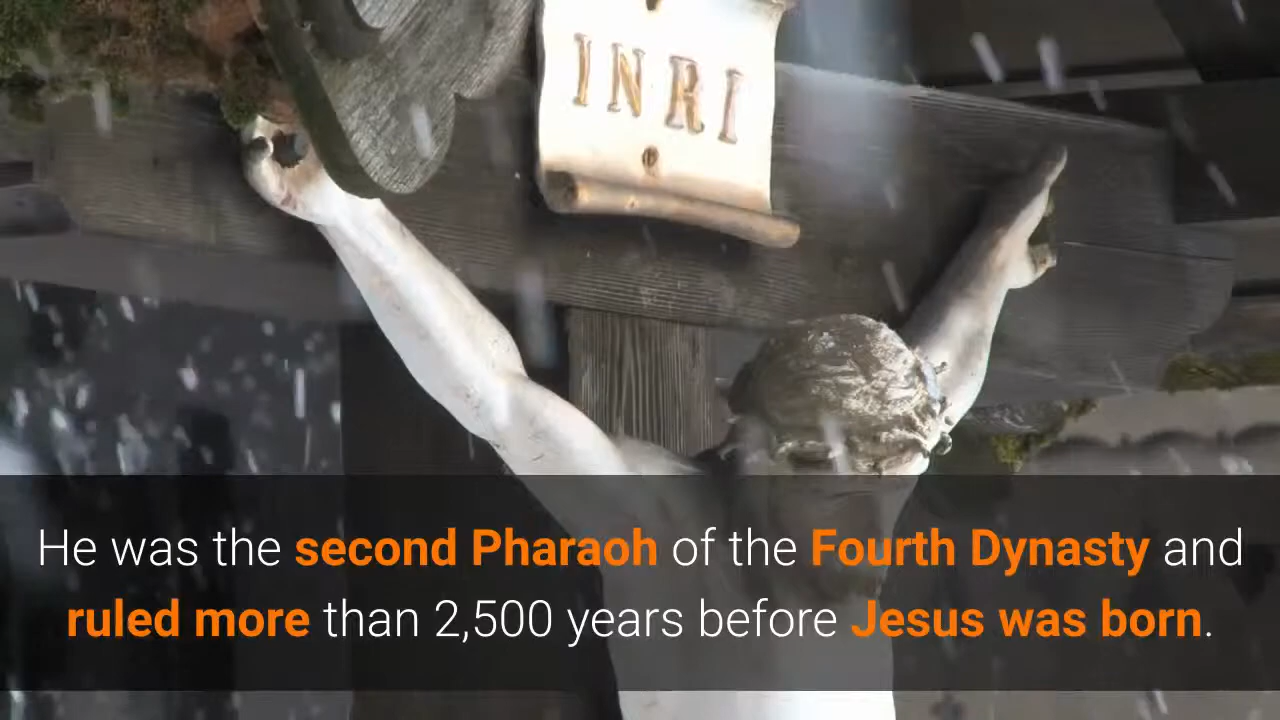 INRI
He was the second Pharaoh of the Fourth Dynasty and
ruled more than 2,500 years before Jesus was born.